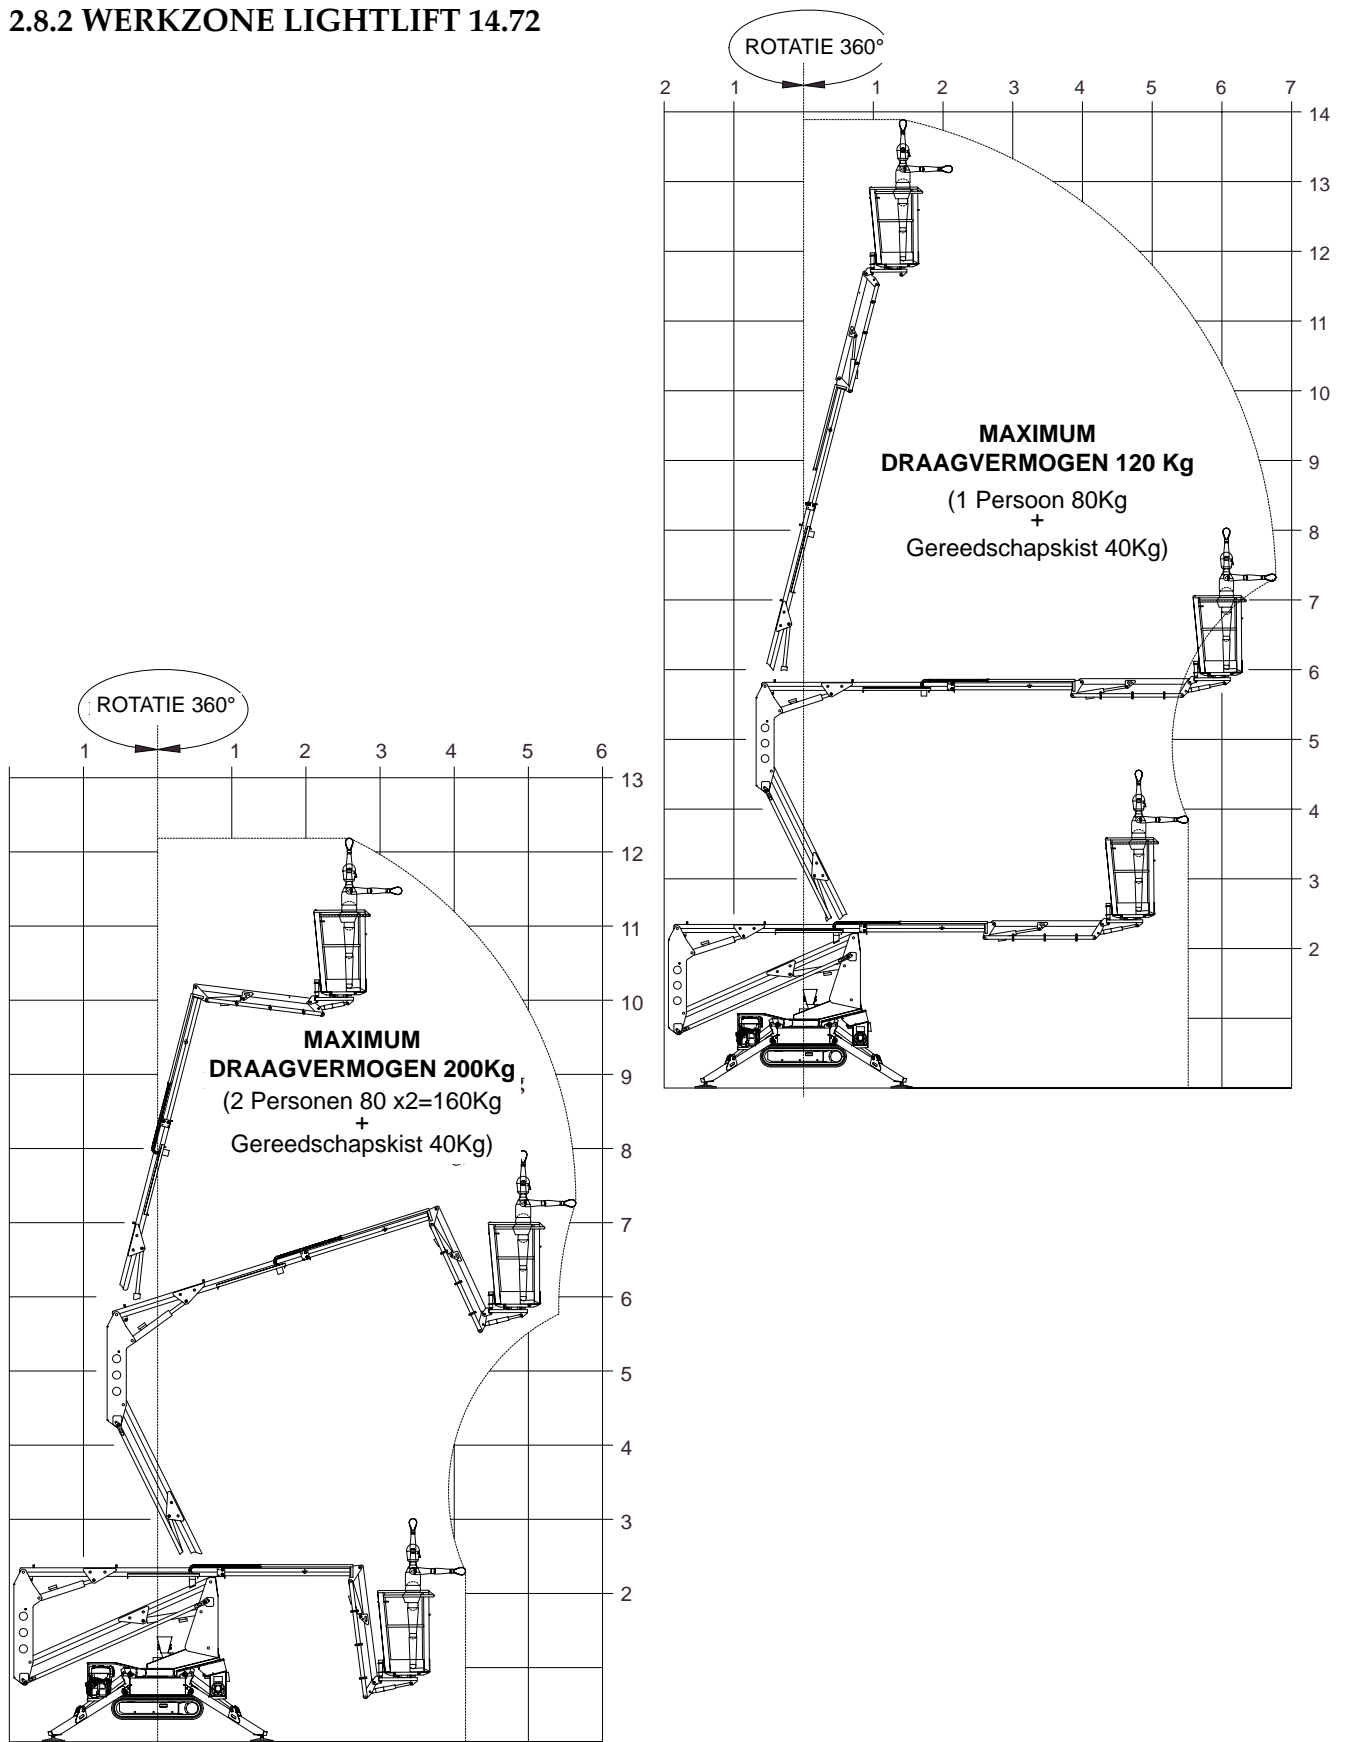 2.8.2 WERKZONE LIGHTLIFT 14.72
ROTATIE 360°
2 1 1 2 3 4 5 6 7
14
13
12
11
10
9
8
7
6
5
4
3
2
MAXIMUM
DRAAGVERMOGEN 120 Kg
(1 Persoon 80Kg
+
Gereedschapskist 40Kg)
ROTATIE 360°
1 1 2 3 4 5 6
13
12
11
10
9
8
7
6
5
4
3
2
MAXIMUM
DRAAGVERMOGEN 200Kg
(2 Personen 80 x2=160Kg
+
Gereedschapskist 40Kg)